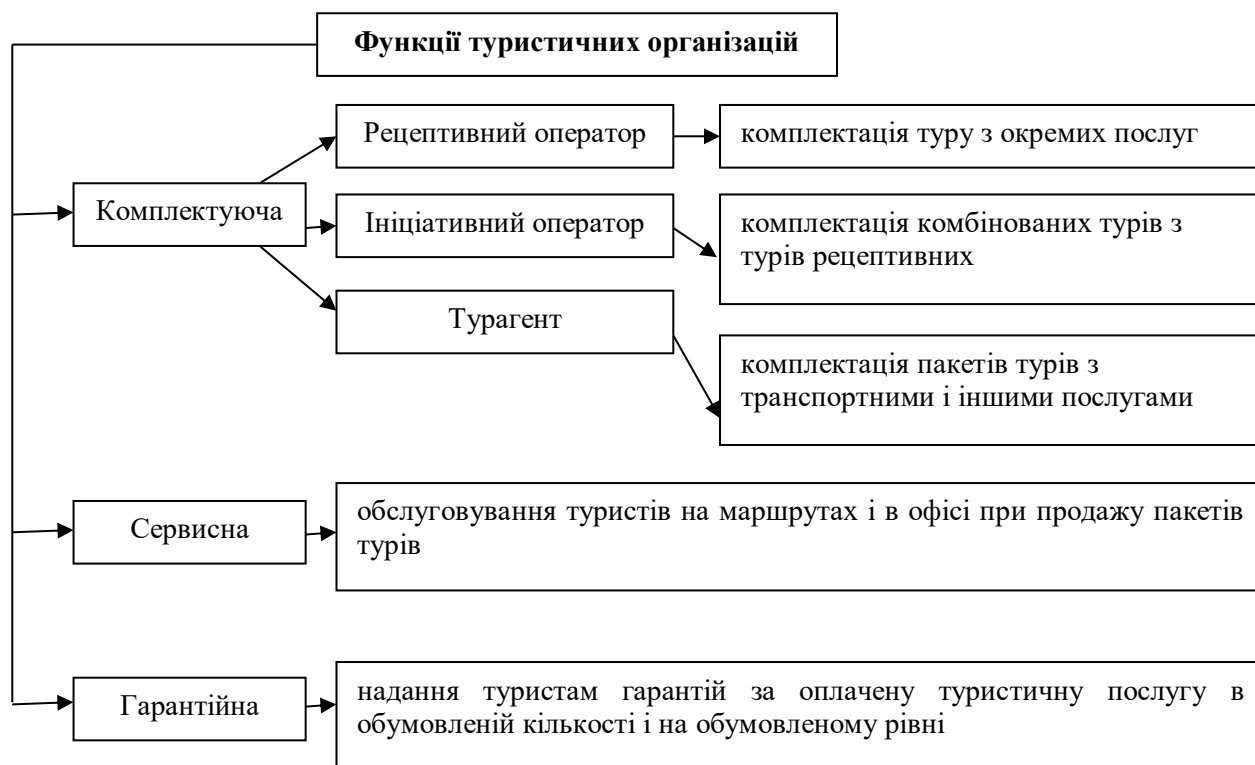 Функції туристичних організацій
Рецептивний оператор
комплектація туру з окремих послуг
Комплектуюча
Ініціативний оператор
комплектація комбінованих турів з
турів рецептивних
Турагент
комплектація пакетів турів з
транспортними і іншими послугами
Сервисна
обслуговування туристів на маршрутах і в офісі при продажу пакетів
турів
Гарантійна
надання туристам гарантій за оплачену туристичну послугу в
обумовленій кількості і на обумовленому рівні